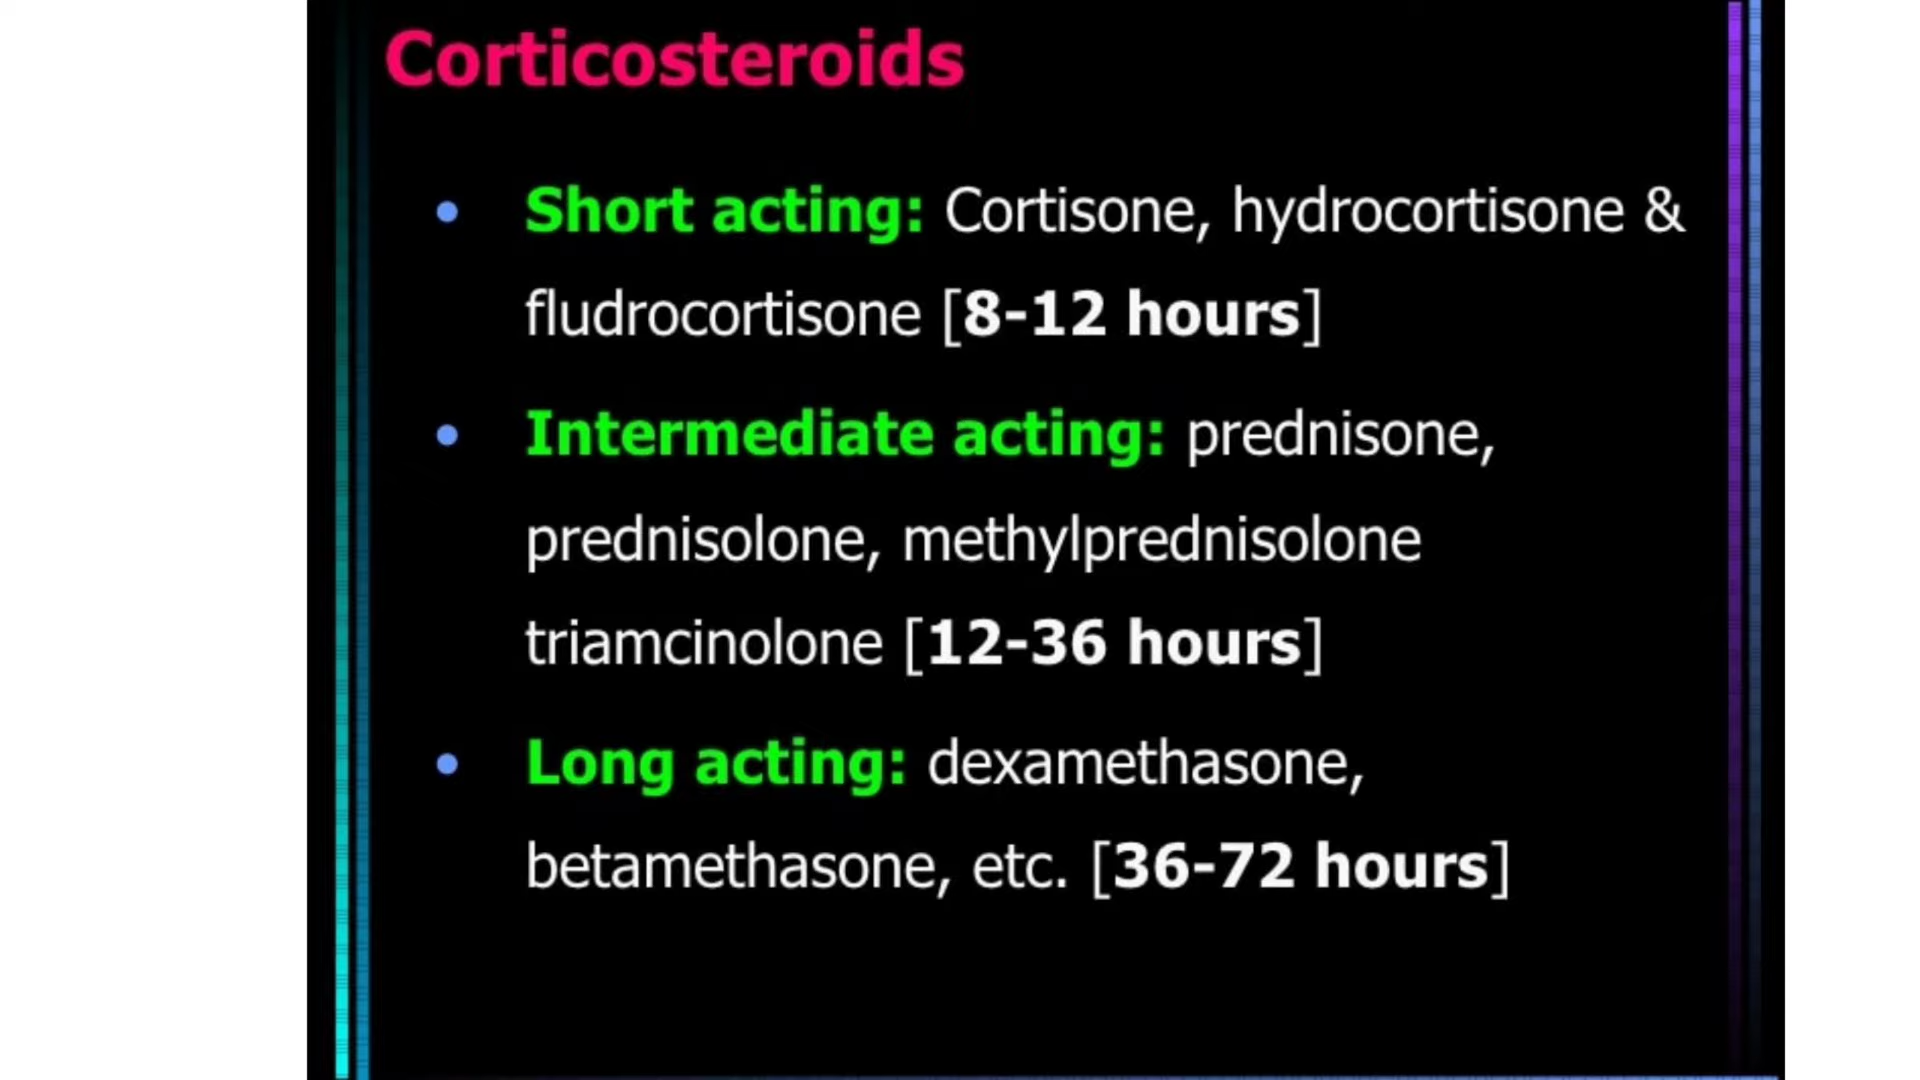 Corticosteroids
• Short acting: Cortisone, hydrocortisone &
fludrocortisone [8-12 hours]
• Intermediate acting: prednisone,
prednisolone, methylprednisolone
triamcinolone [12-36 hours]
• Long acting: dexamethasone,
betamethasone, etc. [36-72 hours]